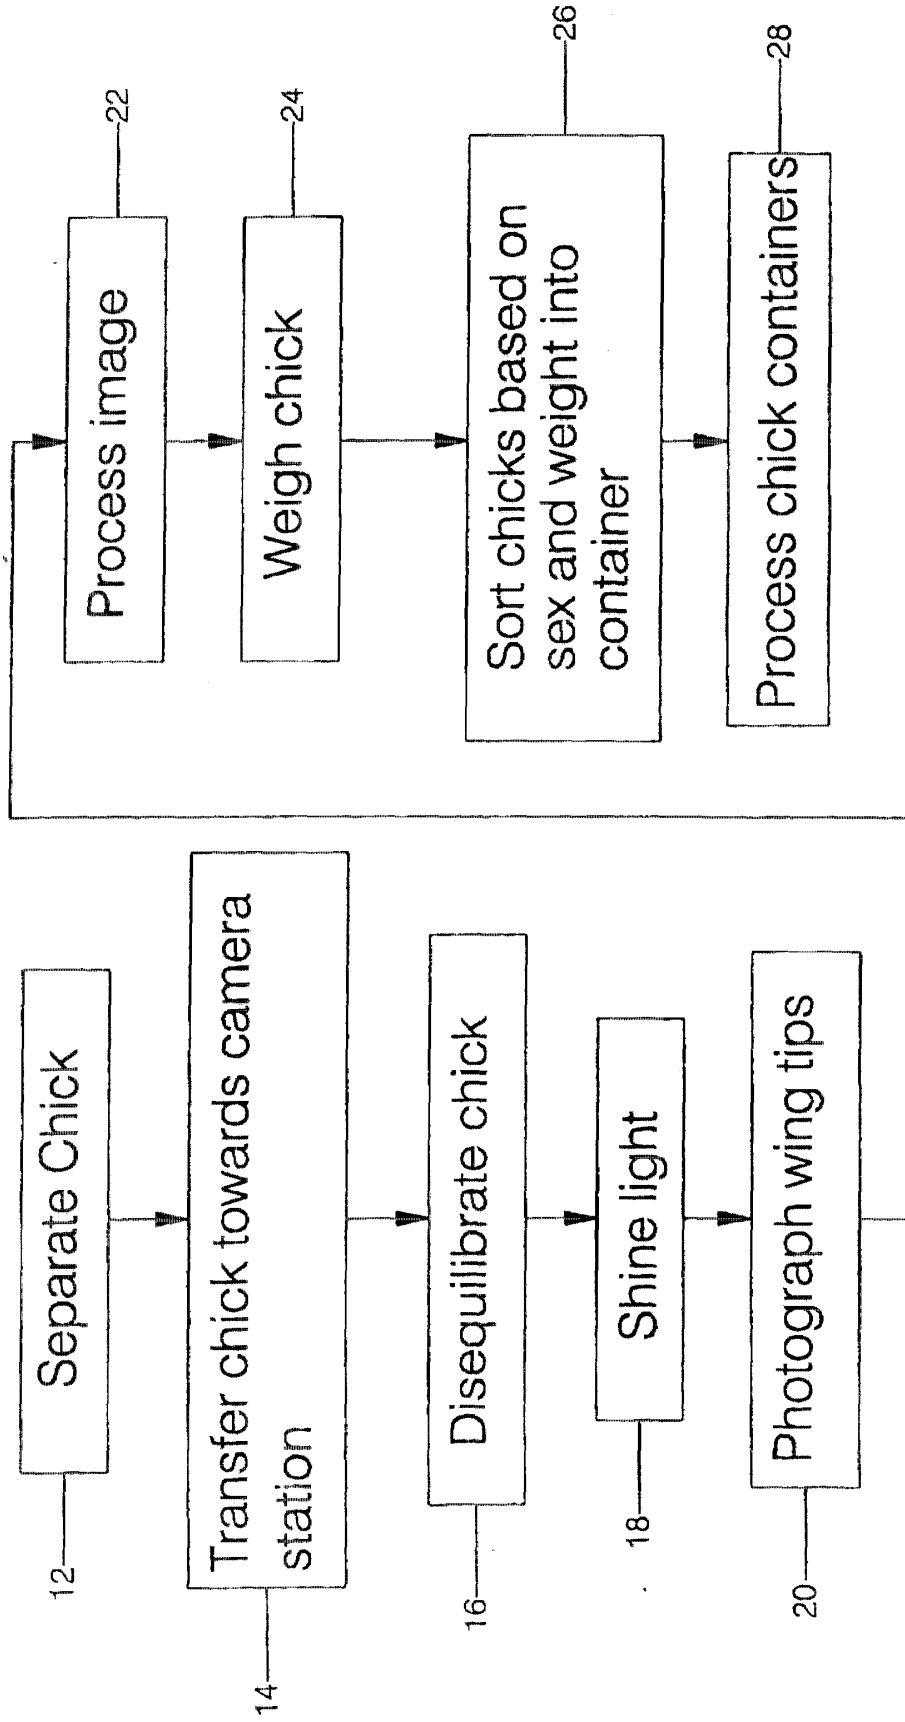 12
Separate Chick
14
Transfer chick towards camera
station
16
Disequilibrate chick
18
Shine light
20
Photograph wing tips
Process image
22
Weigh chick
24
Sort chicks based on
sex and weight into
container
26
Process chick containers
28